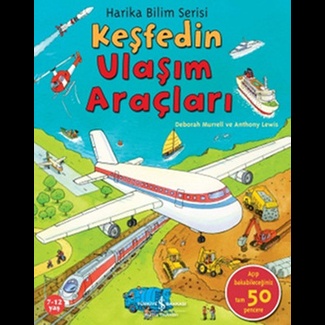 Harika Bilim Serisi
Keşfedin
Ulaşım
Araçları
Deborah Murrell ve Anthony Lewis
7-12
yaş
Açıp
bakabileceğiniz
tam 50
pencere